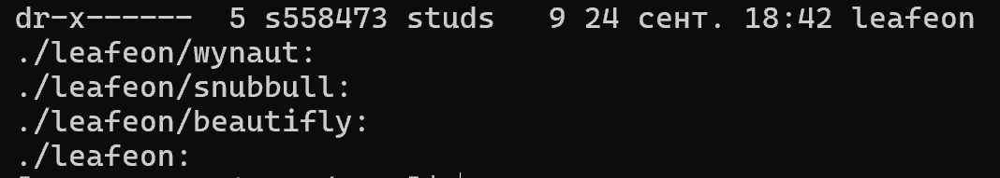 dr-x------  5 s558473 studs   9 24 сент. 18:42 leafeon
./leafeon/wynaut:
./leafeon/snubbull:
./leafeon/beautifly:
./leafeon: